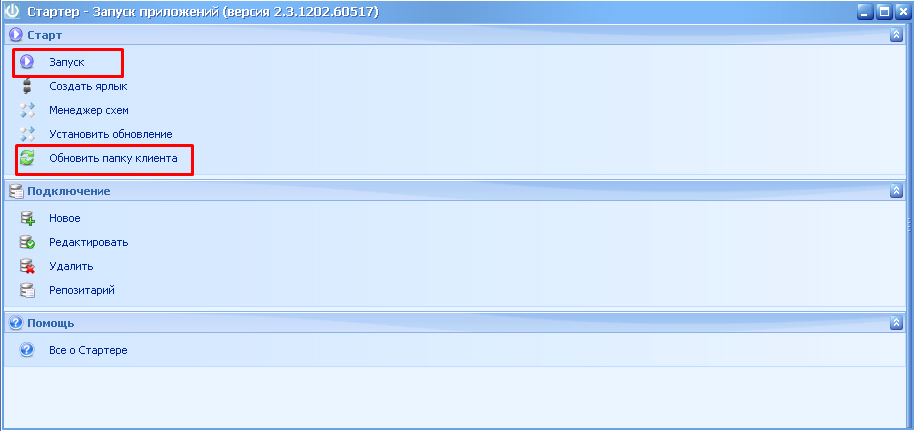 Стартер - Запуск приложений (версия 2.3.1202.60517)
Старт
Запуск
Создать ярлык
Менеджер схем
Установить обновление
Обновить папку клиента
Подключение
Новое
Редактировать
Удалить
Репозитарий
Помощь
Все о Стартере